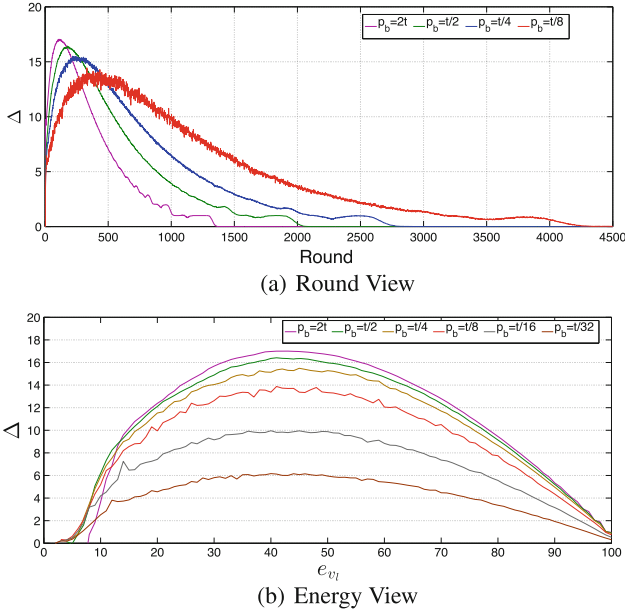 20
15
10
5
0
Δ
p_b=2t p_b=t/2 p_b=t/4 p_b=t/8
0 500 1000 1500 2000 2500 3000 3500 4000 4500
Round
(a) Round View
20
18
16
14
12
10
8
6
4
2
0
Δ
p_b=2t p_b=t/2 p_b=t/4 p_b=t/8 p_b=t/16 p_b=t/32
0 10 20 30 40 50 60 70 80 90 100
e_{v_l}
(b) Energy View